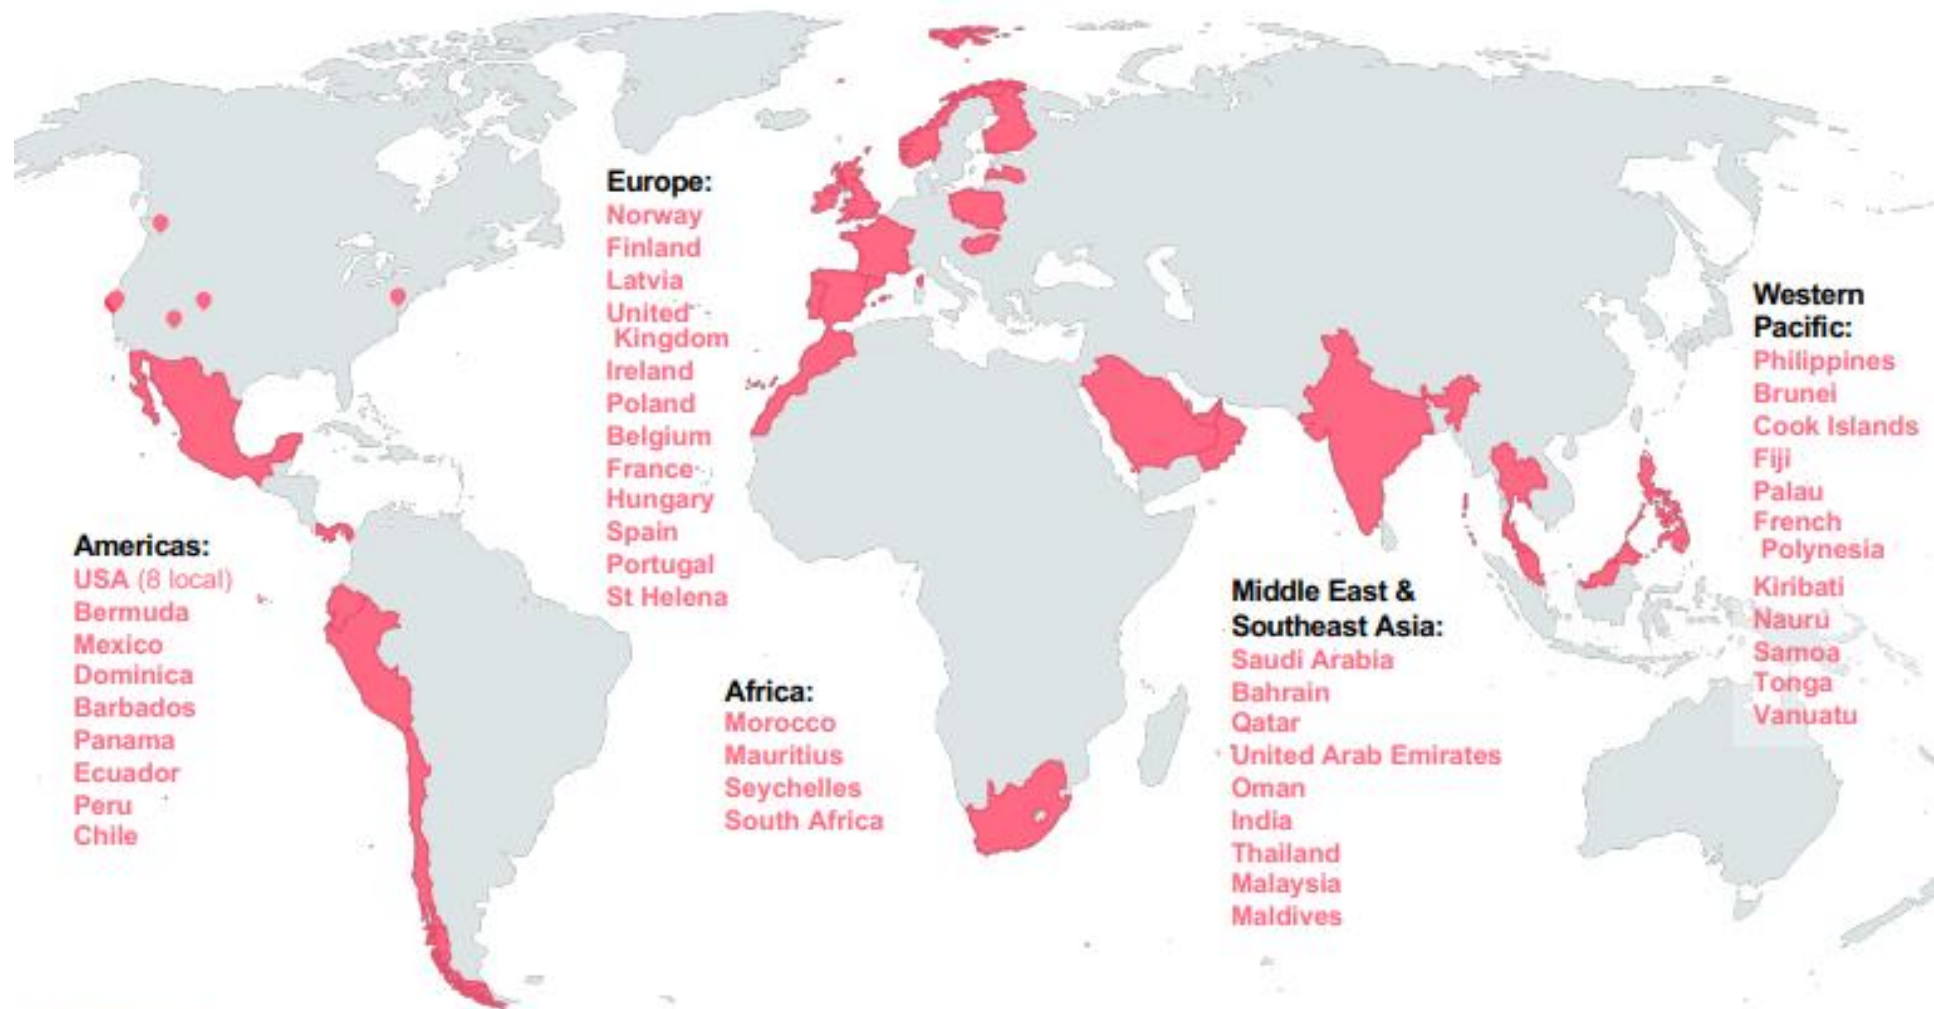 Europe:
Norway
Finland
Latvia
United
Kingdom
Ireland
Poland
Belgium
France
Hungary
Spain
Portugal
St Helena
Americas:
USA (8 local)
Bermuda
Mexico
Dominica
Barbados
Panama
Ecuador
Peru
Chile
Africa:
Morocco
Mauritius
Seychelles
South Africa
Middle East &
Southeast Asia:
Saudi Arabia
Bahrain
Qatar
United Arab Emirates
Oman
India
Thailand
Malaysia
Maldives
Western
Pacific:
Philippines
Brunei
Cook Islands
Fiji
Palau
French
Polynesia
Kiribati
Nauru
Samoa
Tonga
Vanuatu